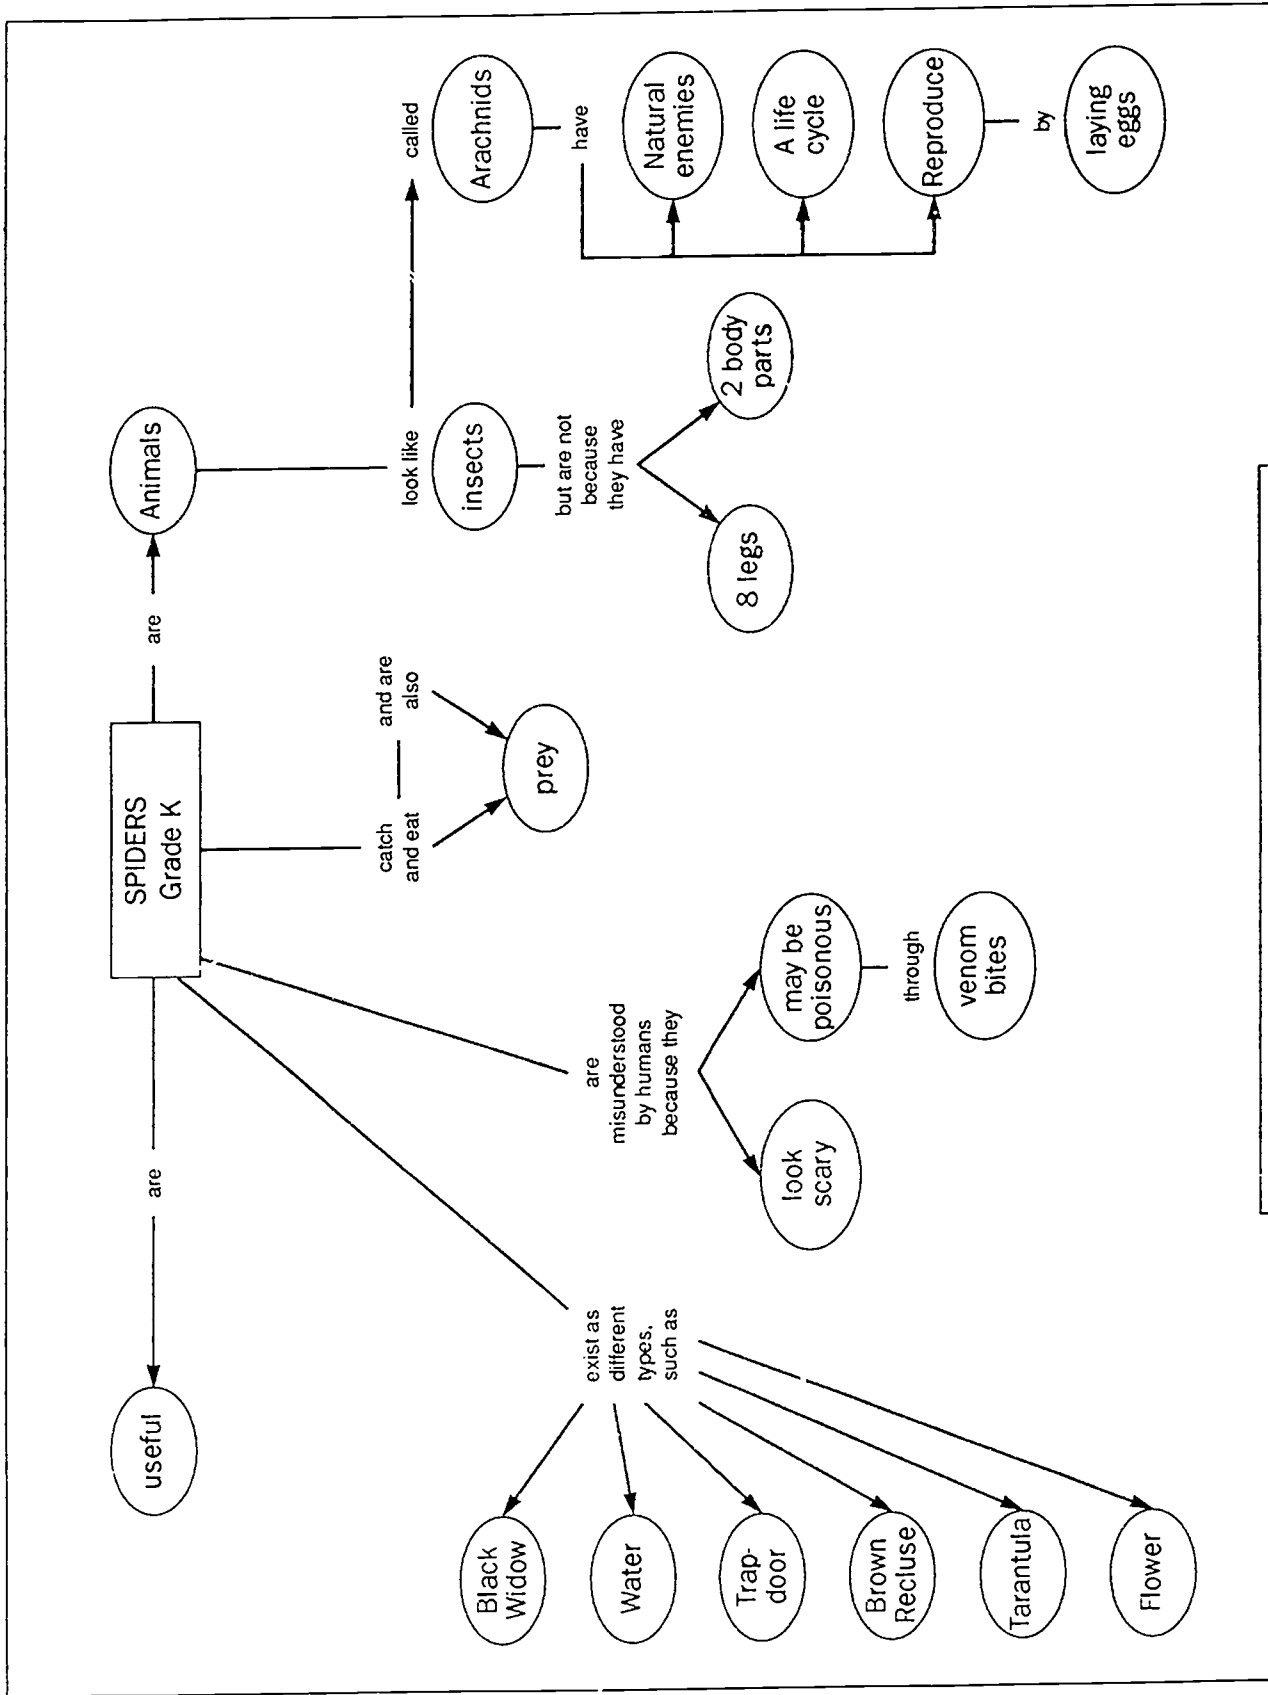 SPIDERS
Grade K
are
useful
are
Animals
exist as
different
types,
such as
Black
Widow
Water
Trap-
door
Brown
Recluse
Tarantula
Flower
are
misunderstood
by humans
because they
look
scary
may be
poisonous
through
venom
bites
catch
and eat
and are
also
prey
look like
insects
but are not
because
they have
8 legs
2 body
parts
called
Arachnids
have
Natural
enemies
A life
cycle
Reproduce
by
laying
eggs